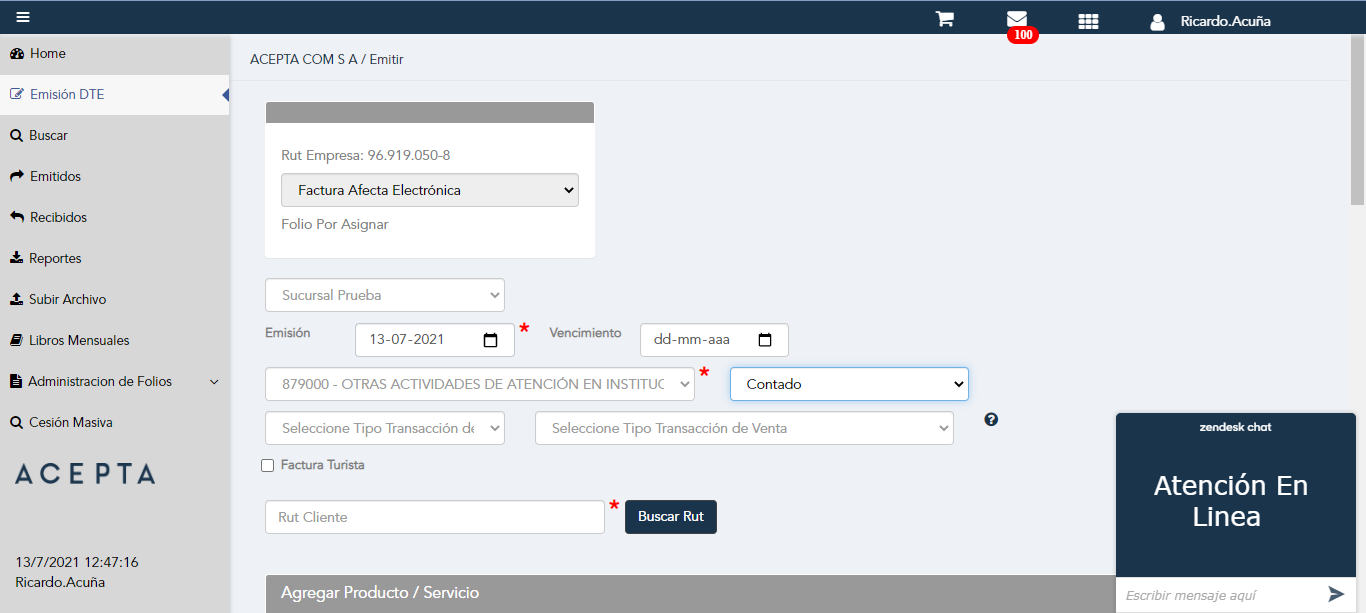 100
Ricardo.Acuña
Home
Emisión DTE
Buscar
Emitidos
Recibidos
Reportes
Subir Archivo
Libros Mensuales
Administracion de Folios
Cesión Masiva
ACEPTA
13/7/2021 12:47:16
Ricardo.Acuña
ACEPTA COM S A / Emitir
Rut Empresa: 96.919.050-8
Factura Afecta Electrónica
Folio Por Asignar
Sucursal Prueba
Emisión 13-07-2021 * Vencimiento dd-mm-aaa
879000 - OTRAS ACTIVIDADES DE ATENCIÓN EN INSTITUC * Contado
Seleccione Tipo Transacción de Seleccione Tipo Transacción de Venta ?
Factura Turista
Rut Cliente * Buscar Rut
Agregar Producto / Servicio
zendesk chat
Atención En
Linea
Escribir mensaje aquí